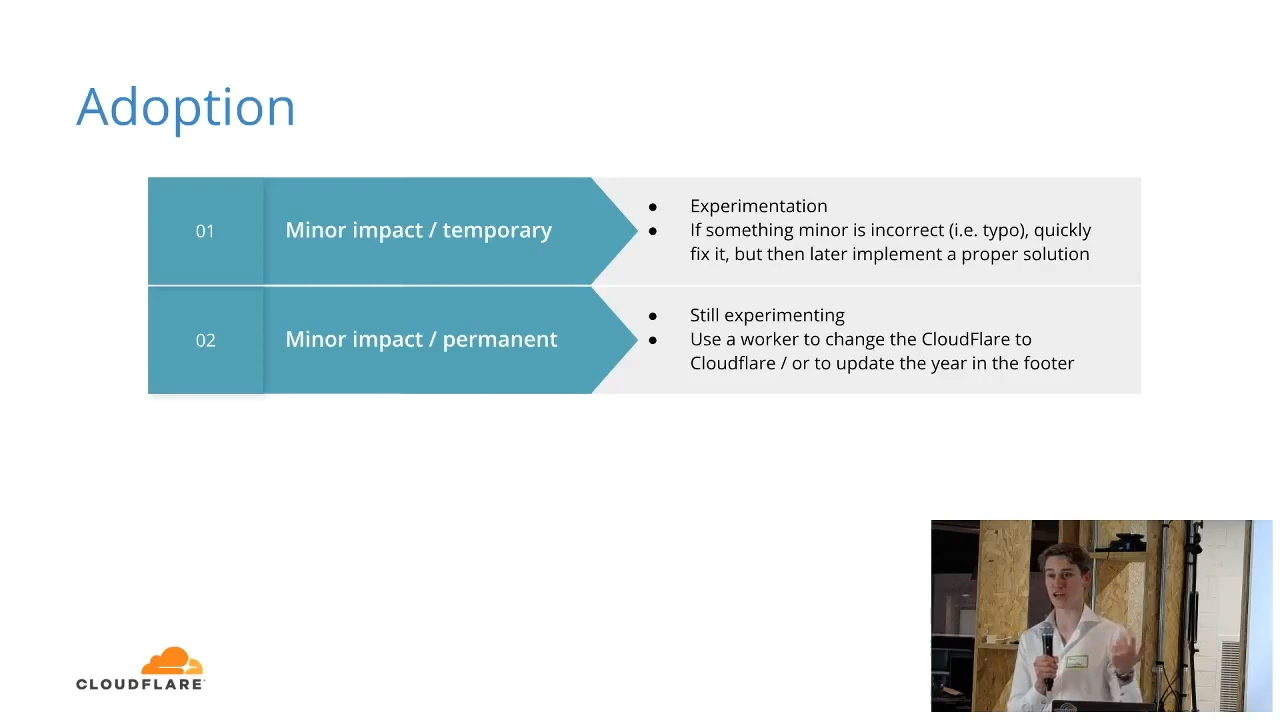 Adoption
01
Minor impact / temporary
● Experimentation
● If something minor is incorrect (i.e. typo), quickly
fix it, but then later implement a proper solution
02
Minor impact / permanent
● Still experimenting
● Use a worker to change the CloudFlare to
Cloudflare / or to update the year in the footer
CLOUDFLARE